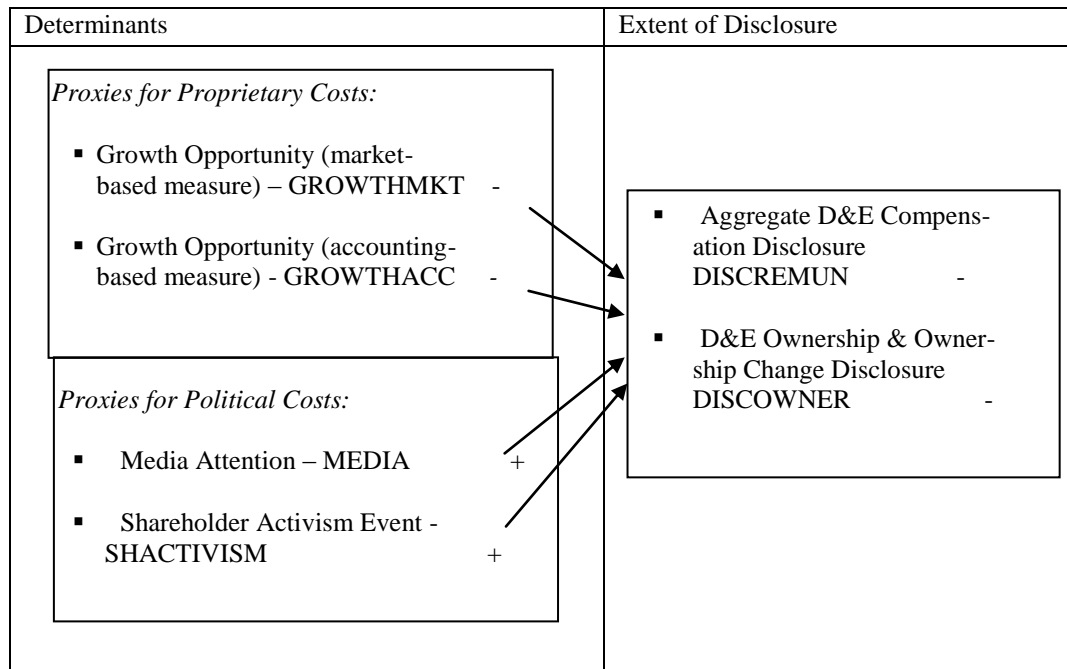 Determinants
Extent of Disclosure
Proxies for Proprietary Costs:
▪ Growth Opportunity (market-
based measure) – GROWTHMKT -
▪ Growth Opportunity (accounting-
based measure) - GROWTHACC -
Proxies for Political Costs:
▪ Media Attention – MEDIA +
▪ Shareholder Activism Event -
SHACTIVISM +
▪ Aggregate D&E Compens-
ation Disclosure
DISCREMUN -
▪ D&E Ownership & Owner-
ship Change Disclosure
DISCOWNER -